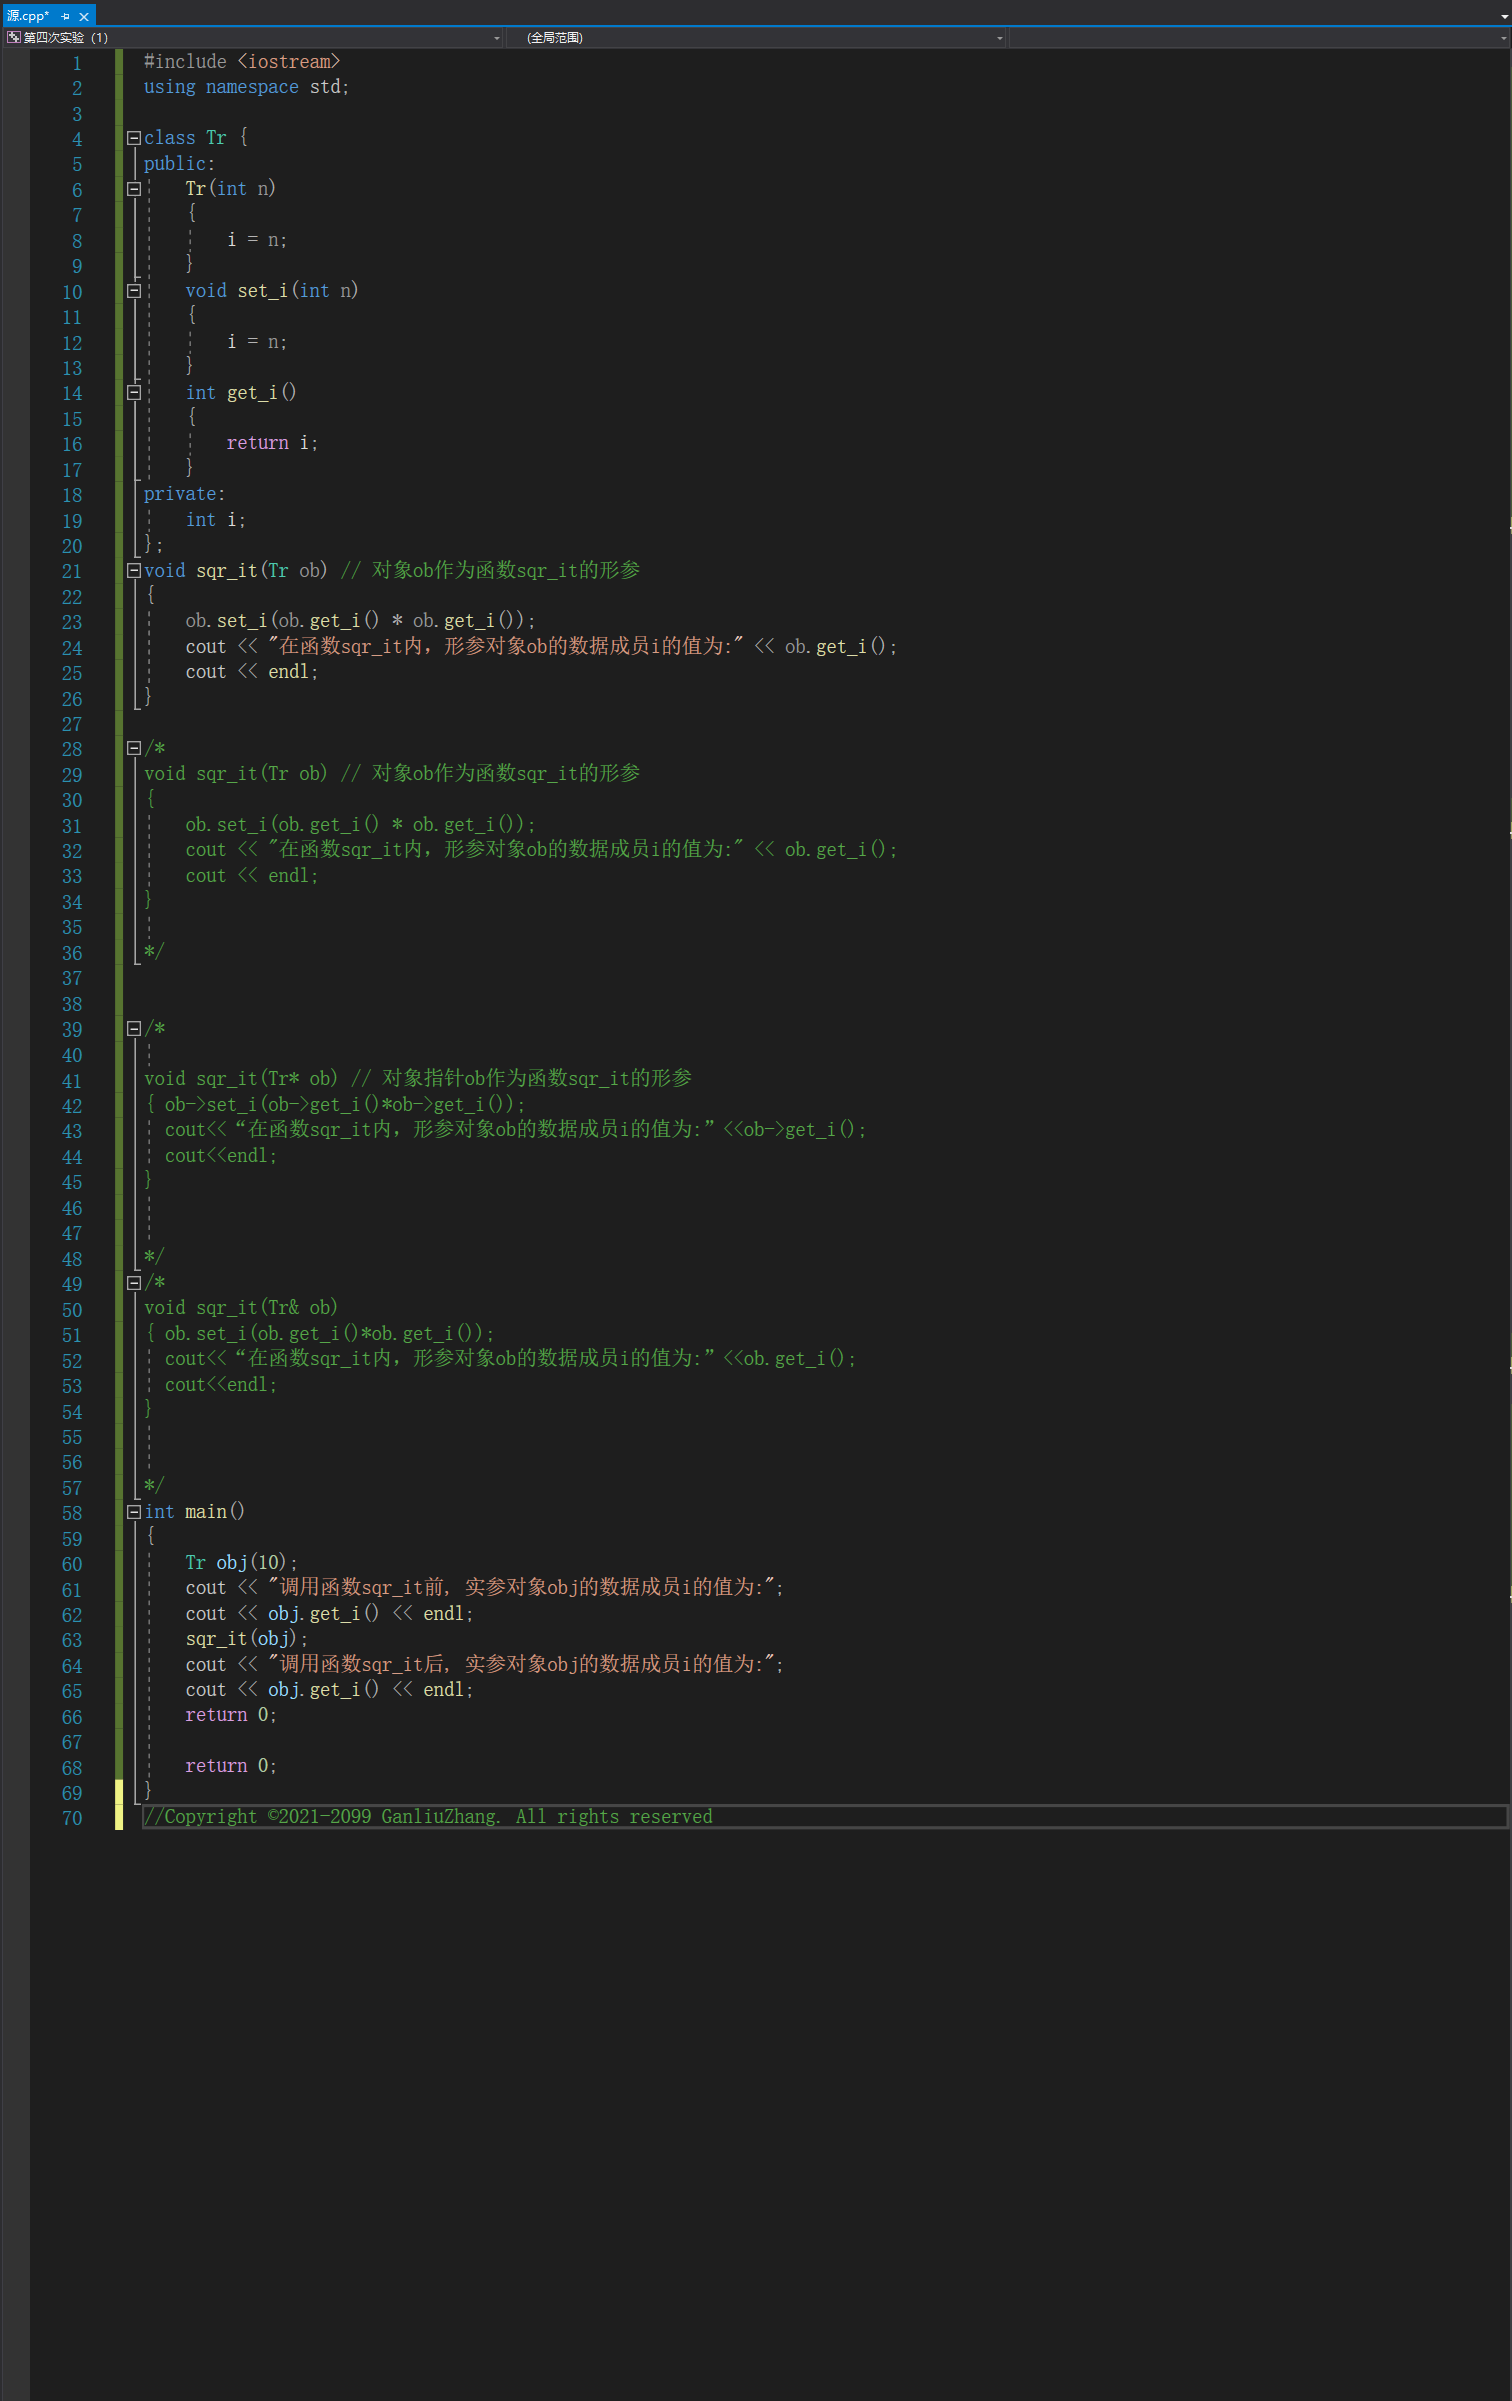 源.cpp*
第四次实验 (1)
(全局范围)
1 #include <iostream>
2 using namespace std;
3
4 class Tr {
5 public:
6 Tr(int n)
7 {
8 i = n;
9 }
10 void set_i(int n)
11 {
12 i = n;
13 }
14 int get_i()
15 {
16 return i;
17 }
18 private:
19 int i;
20 };
21 void sqr_it(Tr ob) // 对象ob作为函数sqr_it的形参
22 {
23 ob.set_i(ob.get_i() * ob.get_i());
24 cout << "在函数sqr_it内，形参对象ob的数据成员i的值为:" << ob.get_i();
25 cout << endl;
26 }
27
28 /*
29 void sqr_it(Tr ob) // 对象ob作为函数sqr_it的形参
30 {
31 ob.set_i(ob.get_i() * ob.get_i());
32 cout << "在函数sqr_it内，形参对象ob的数据成员i的值为:" << ob.get_i();
33 cout << endl;
34 }
35
36 */
37
38
39 /*
40
41 void sqr_it(Tr* ob) // 对象指针ob作为函数sqr_it的形参
42 { ob->set_i(ob->get_i()*ob->get_i());
43 cout<<“在函数sqr_it内，形参对象ob的数据成员i的值为:”<<ob->get_i();
44 cout<<endl;
45 }
46
47
48 */
49 /*
50 void sqr_it(Tr& ob)
51 { ob.set_i(ob.get_i()*ob.get_i());
52 cout<<“在函数sqr_it内，形参对象ob的数据成员i的值为:”<<ob.get_i();
53 cout<<endl;
54 }
55
56
57 */
58 int main()
59 {
60 Tr obj(10);
61 cout << "调用函数sqr_it前, 实参对象obj的数据成员i的值为:";
62 cout << obj.get_i() << endl;
63 sqr_it(obj);
64 cout << "调用函数sqr_it后, 实参对象obj的数据成员i的值为:";
65 cout << obj.get_i() << endl;
66 return 0;
67
68 return 0;
69 }
70 //Copyright ©2021-2099 GanliuZhang. All rights reserved